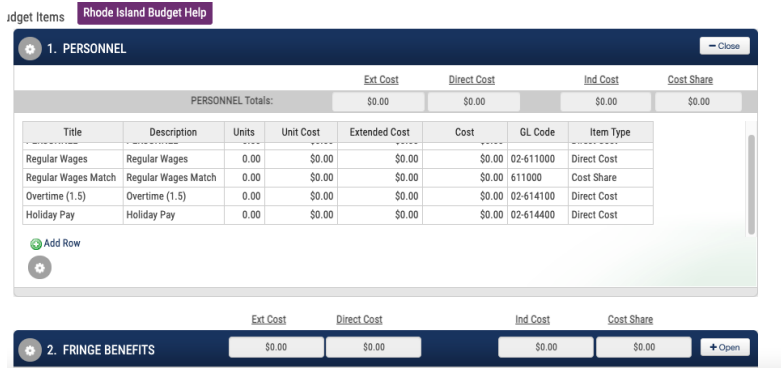 udget Items Rhode Island Budget Help
1. PERSONNEL − Close
Ext Cost Direct Cost Ind Cost Cost Share
PERSONNEL Totals: $0.00 $0.00 $0.00 $0.00
Title Description Units Unit Cost Extended Cost Cost GL Code Item Type
Regular Wages Regular Wages 0.00 $0.00 $0.00 $0.00 02-611000 Direct Cost
Regular Wages Match Regular Wages Match 0.00 $0.00 $0.00 $0.00 611000 Cost Share
Overtime (1.5) Overtime (1.5) 0.00 $0.00 $0.00 $0.00 02-614100 Direct Cost
Holiday Pay Holiday Pay 0.00 $0.00 $0.00 $0.00 02-614400 Direct Cost
Add Row
Ext Cost Direct Cost Ind Cost Cost Share
2. FRINGE BENEFITS $0.00 $0.00 $0.00 $0.00 + Open